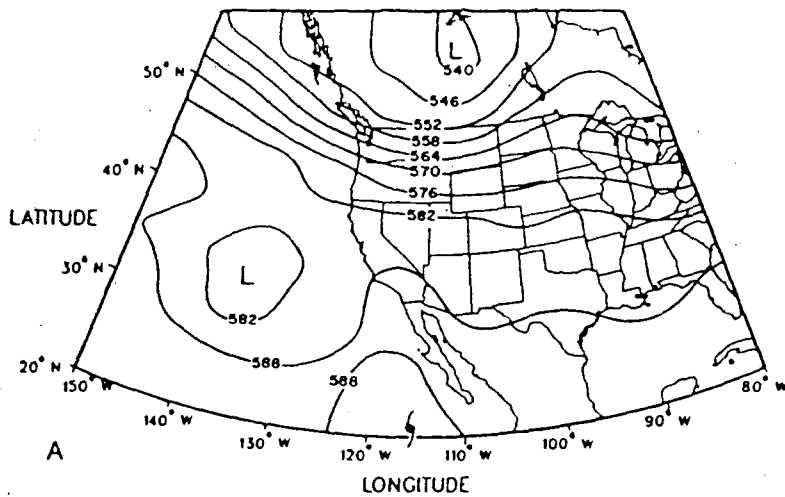 L
540
546
50° N
552
558
564
570
40° N
576
582
LATITUDE
30° N
L
582
20° N
588
588
150° W
80° W
140° W
90° W
130° W
120° W
110° W
100° W
A
LONGITUDE